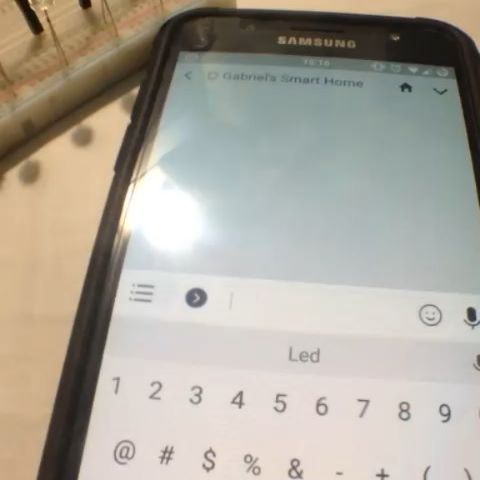 SAMSUNG
Gabriel's Smart Home
Led
1 2 3 4 5 6 7 8 9
@ # $ % & - + ( )